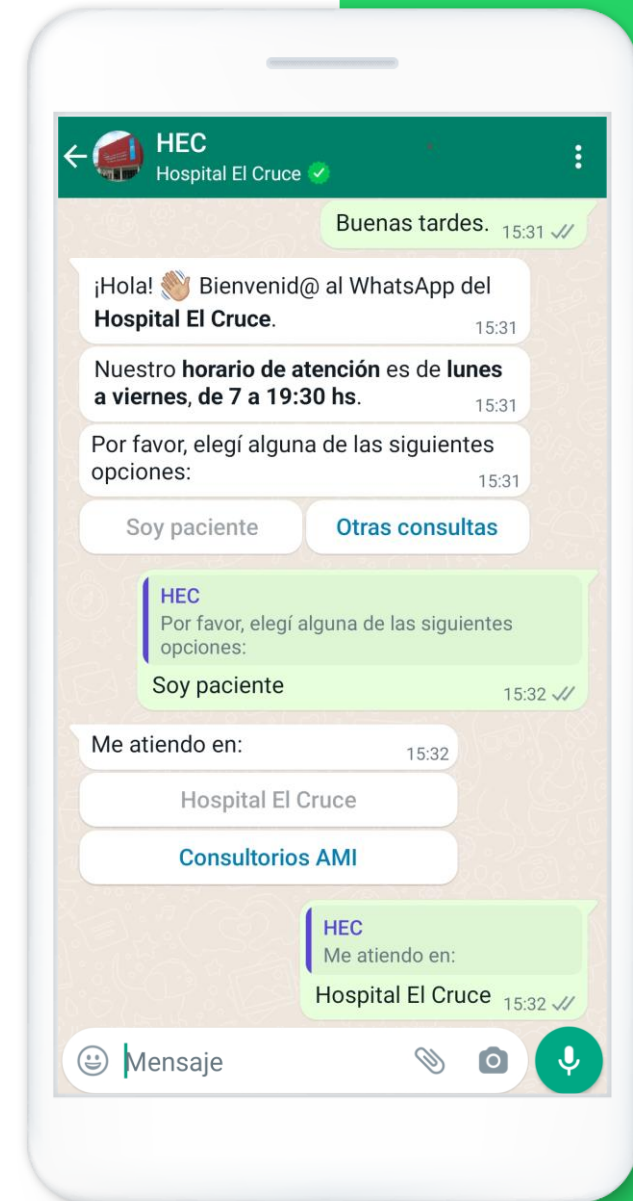 HEC
Hospital El Cruce
Buenas tardes. 15:31
¡Hola! 👋🏼 Bienvenid@ al WhatsApp del
Hospital El Cruce. 15:31
Nuestro horario de atención es de lunes
a viernes, de 7 a 19:30 hs. 15:31
Por favor, elegí alguna de las siguientes
opciones: 15:31
Soy paciente Otras consultas
HEC
Por favor, elegí alguna de las siguientes
opciones:
Soy paciente 15:32
Me atiendo en: 15:32
Hospital El Cruce
Consultorios AMI
HEC
Me atiendo en:
Hospital El Cruce 15:32
Mensaje